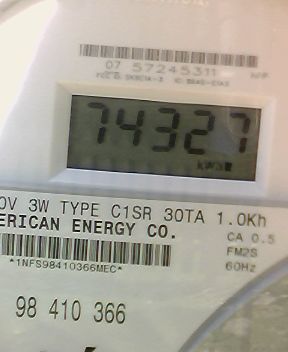 07 57245311
74327
kWh
0V 3W TYPE C1SR 30TA 1.0Kh
ERICAN ENERGY CO.
CA 0.5
FM2S
*1NFS98410366MEC*
60Hz
98 410 366